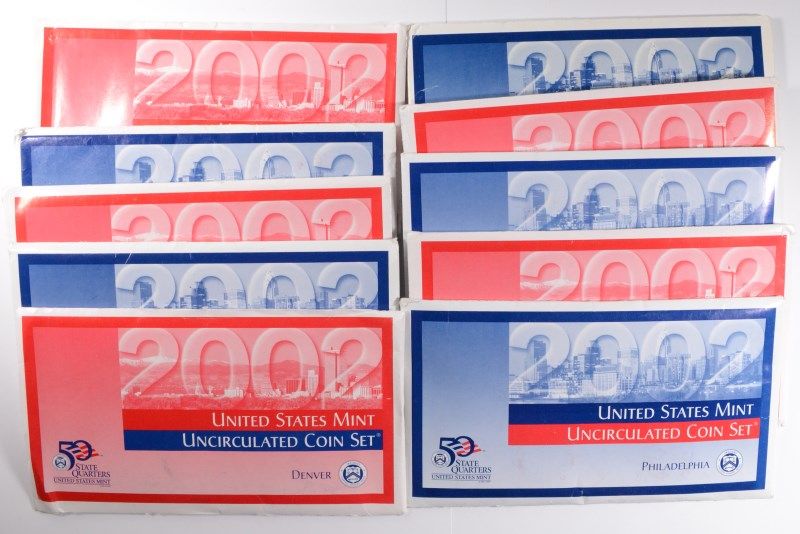 2002
2002
2002
2002
2002
UNITED STATES MINT
UNCIRCULATED COIN SET®
50
STATE
QUARTERS
UNITED STATES MINT
DENVER
2002
2002
2002
2002
2002
UNITED STATES MINT
UNCIRCULATED COIN SET®
50
STATE
QUARTERS
UNITED STATES MINT
PHILADELPHIA